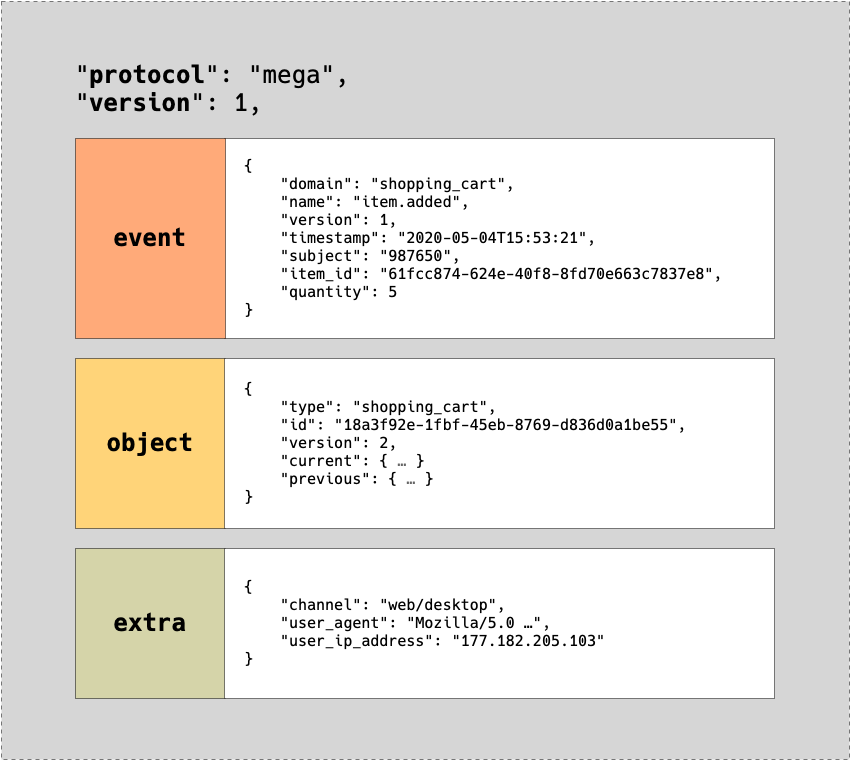 "protocol": "mega",
"version": 1,
event
{
    "domain": "shopping_cart",
    "name": "item.added",
    "version": 1,
    "timestamp": "2020-05-04T15:53:21",
    "subject": "987650",
    "item_id": "61fcc874-624e-40f8-8fd70e663c7837e8",
    "quantity": 5
}
object
{
    "type": "shopping_cart",
    "id": "18a3f92e-1fbf-45eb-8769-d836d0a1be55",
    "version": 2,
    "current": { … }
    "previous": { … }
}
extra
{
    "channel": "web/desktop",
    "user_agent": "Mozilla/5.0 …",
    "user_ip_address": "177.182.205.103"
}